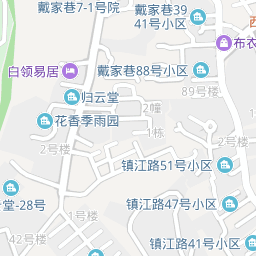 戴家巷7-1号院
戴家巷39
41号小区
西
布衣
白领易居
戴家巷88号小区
归云堂
89号楼
2幢
花香季雨园
1栋
2号楼
2号楼
镇江路51号小区
镇江路47号小区
堂-28号
1号楼
42号楼
镇江路41号小区